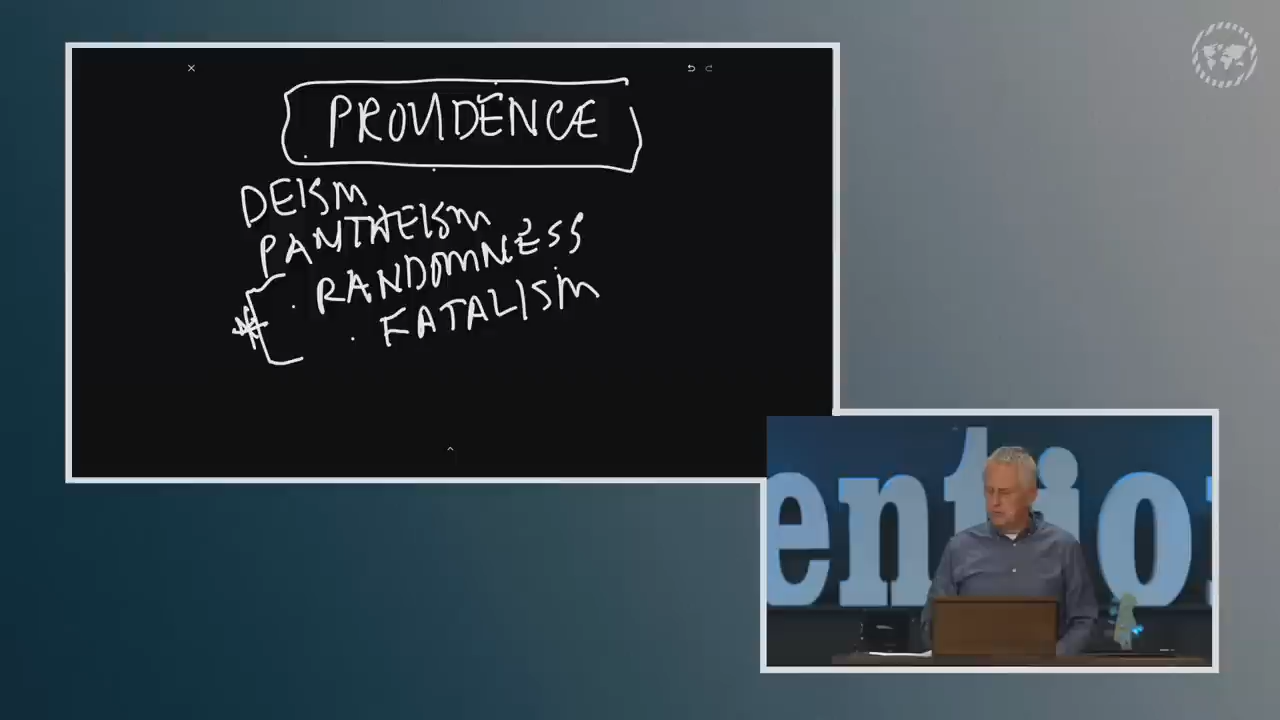 PROVIDENCE
DEISM
PANTHEISM
RANDOMNESS
FATALISM
entio